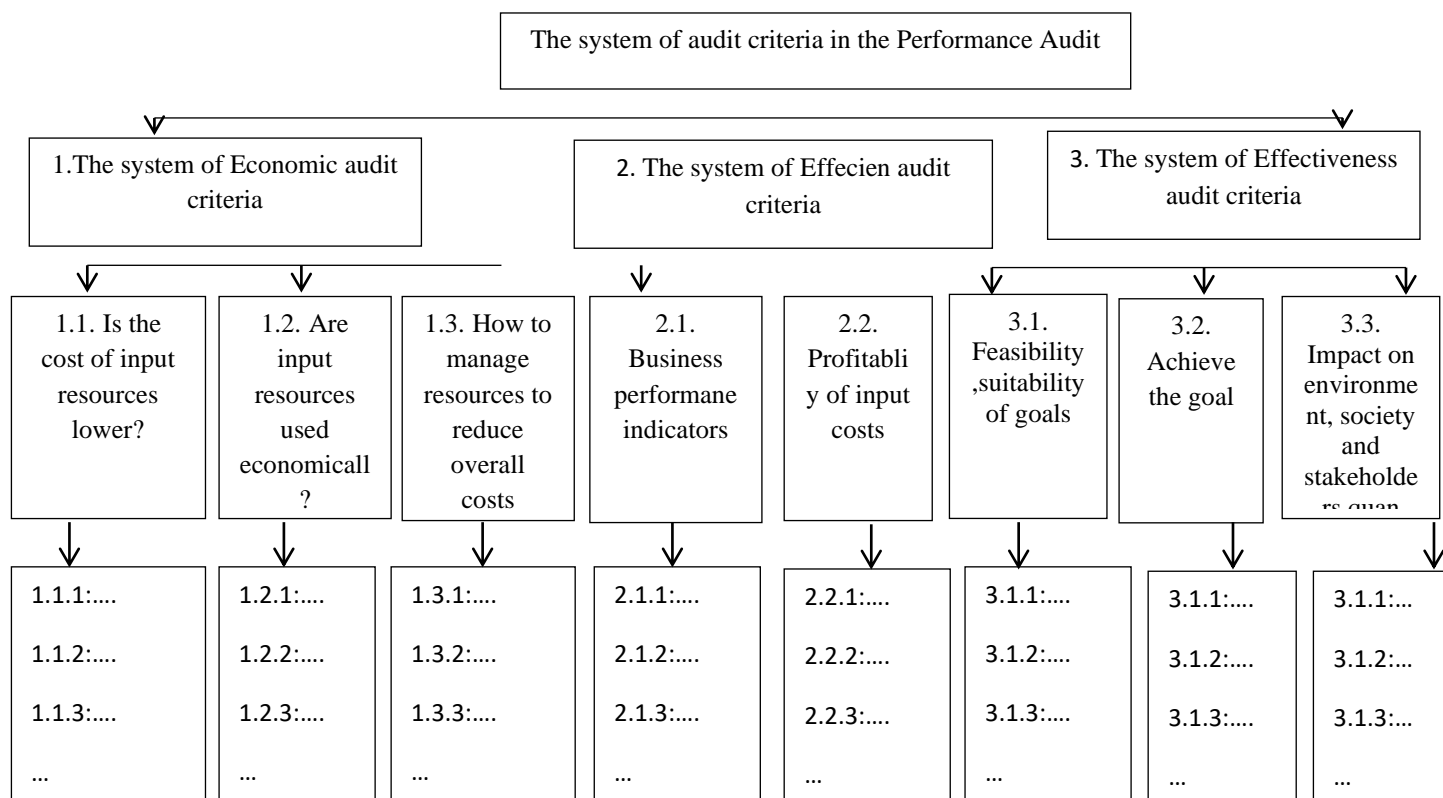 The system of audit criteria in the Performance Audit
1.The system of Economic audit
criteria
2. The system of Effecien audit
criteria
3. The system of Effectiveness
audit criteria
1.1. Is the
cost of input
resources
lower?
1.2. Are
input
resources
used
economicall
?
1.3. How to
manage
resources to
reduce
overall
costs
2.1.
Business
performane
indicators
2.2.
Profitabli
y of input
costs
3.1.
Feasibility
,suitability
of goals
3.2.
Achieve
the goal
3.3.
Impact on
environme
nt, society
and
stakeholde
rs quan
1.1.1:....
1.1.2:....
1.1.3:....
...
1.2.1:....
1.2.2:....
1.2.3:....
...
1.3.1:....
1.3.2:....
1.3.3:....
...
2.1.1:....
2.1.2:....
2.1.3:....
...
2.2.1:....
2.2.2:....
2.2.3:....
...
3.1.1:....
3.1.2:....
3.1.3:....
...
3.1.1:....
3.1.2:....
3.1.3:....
...
3.1.1:...
3.1.2:...
3.1.3:...
...